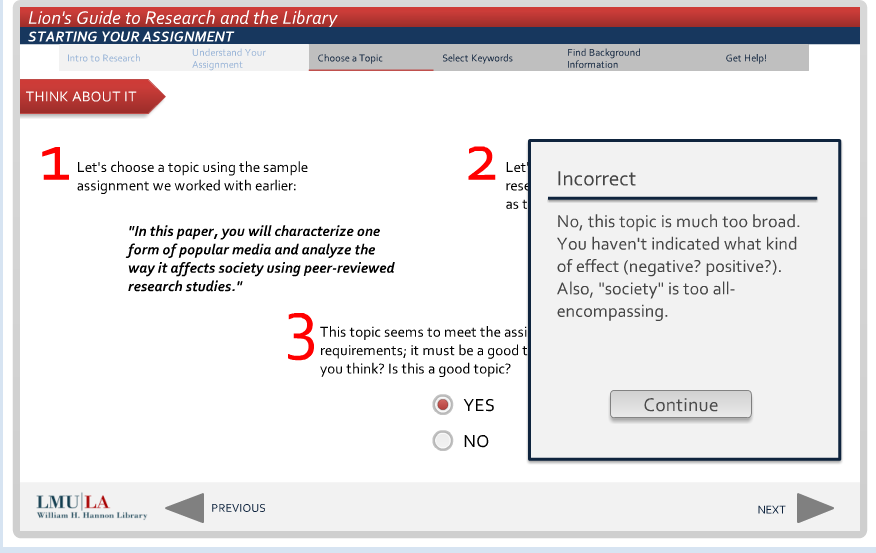 Lion's Guide to Research and the Library
STARTING YOUR ASSIGNMENT
Intro to Research
Understand Your
Assignment
Choose a Topic
Select Keywords
Find Background
Information
Get Help!
THINK ABOUT IT
1
Let's choose a topic using the sample
assignment we worked with earlier:
"In this paper, you will characterize one
form of popular media and analyze the
way it affects society using peer-reviewed
research studies."
2
Let'
rese
as t
3
This topic seems to meet the assi
requirements; it must be a good t
you think? Is this a good topic?
YES
NO
Incorrect
No, this topic is much too broad.
You haven't indicated what kind
of effect (negative? positive?).
Also, "society" is too all-
encompassing.
Continue
LMU|LA
William H. Hannon Library
PREVIOUS
NEXT